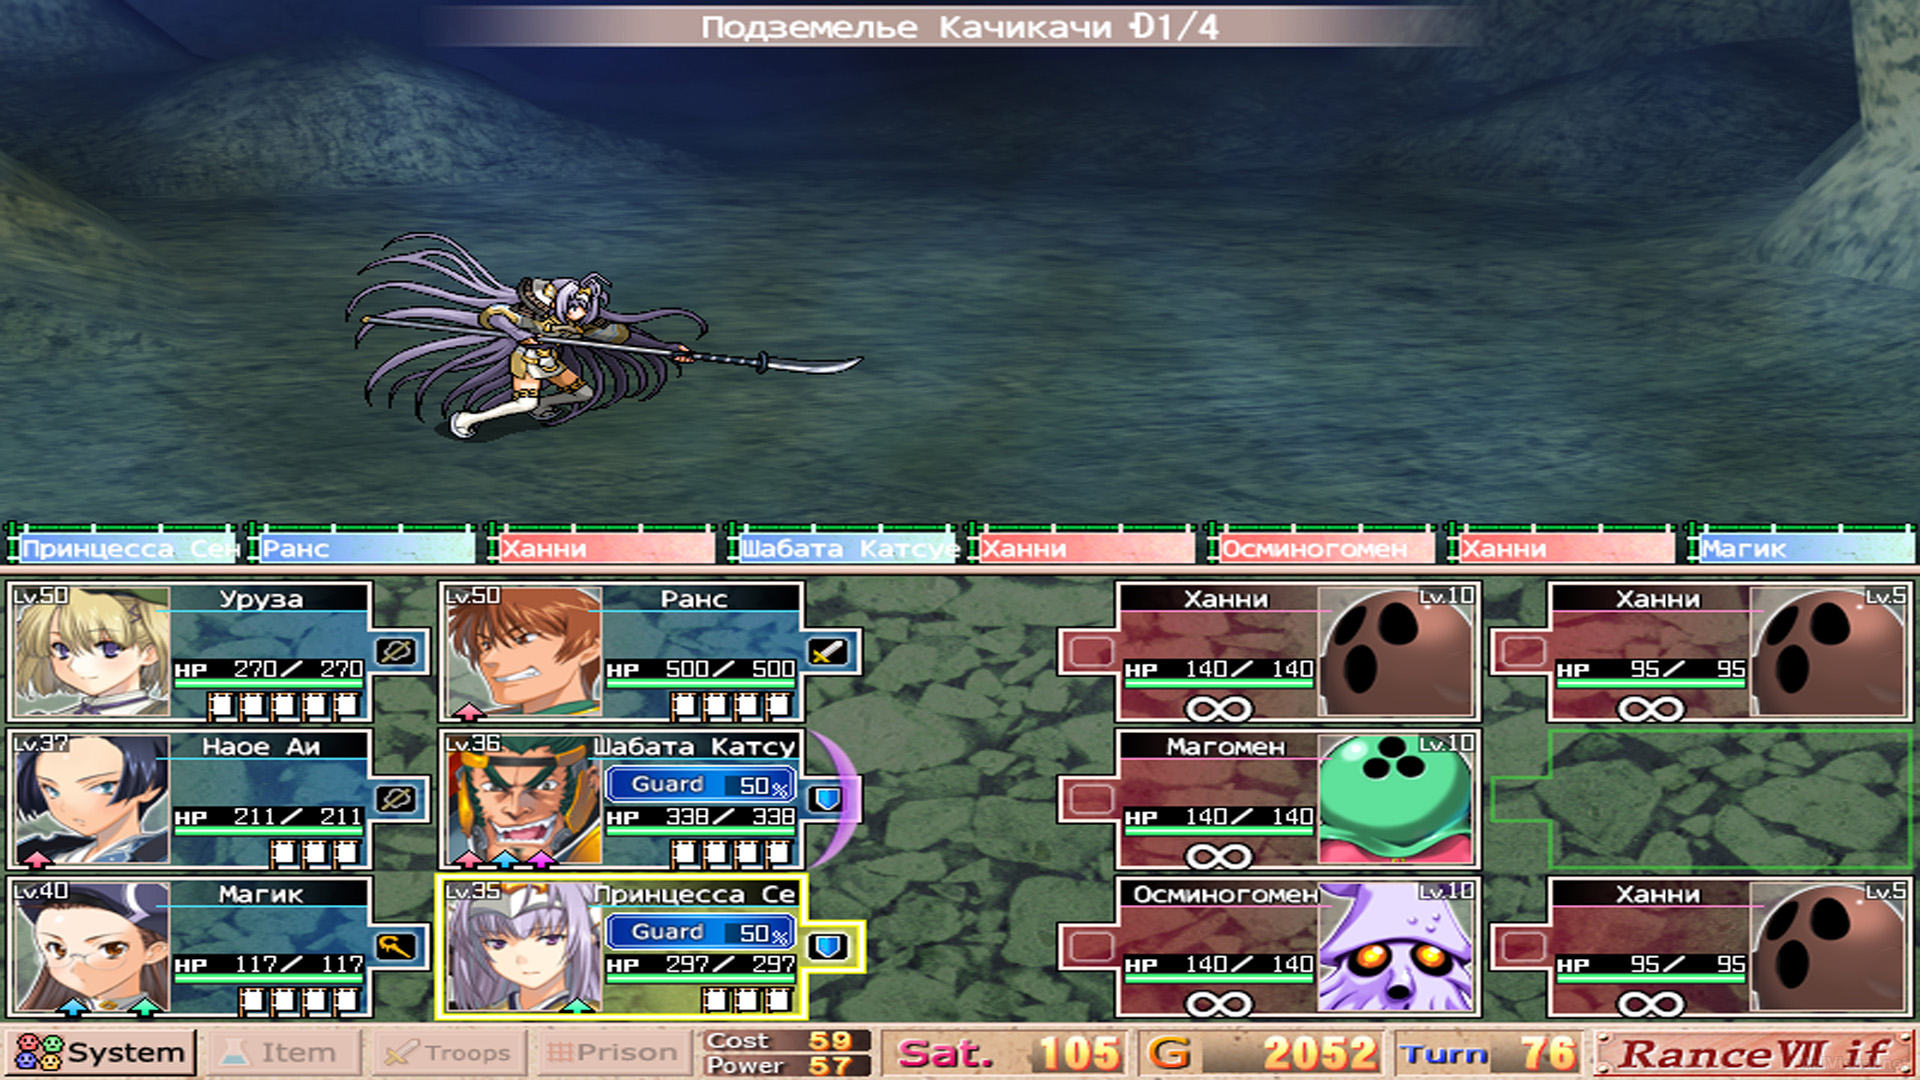 Подземелье Качикачи D1/4
Принцесса Сен Ранс Ханни Шабата Катсуе Ханни Осминогомен Ханни Магик
Lv.50 Уруза
HP 270/ 270
Lv.50 Ранс
HP 500/ 500
Ханни Lv.10
HP 140/ 140
∞
Ханни Lv.5
HP 95/ 95
∞
Lv.37 Наое Аи
HP 211/ 211
Lv.36 Шабата Катсу
Guard 50%
HP 338/ 338
Магомен Lv.10
HP 140/ 140
∞
Lv.40 Магик
HP 117/ 117
Lv.35 Принцесса Се
Guard 50%
HP 297/ 297
Осминогомен Lv.10
HP 140/ 140
∞
Ханни Lv.5
HP 95/ 95
∞
System Item Troops Prison
Cost 59
Power 57
Sat. 105
G 2052
Turn 76
Rance VII if